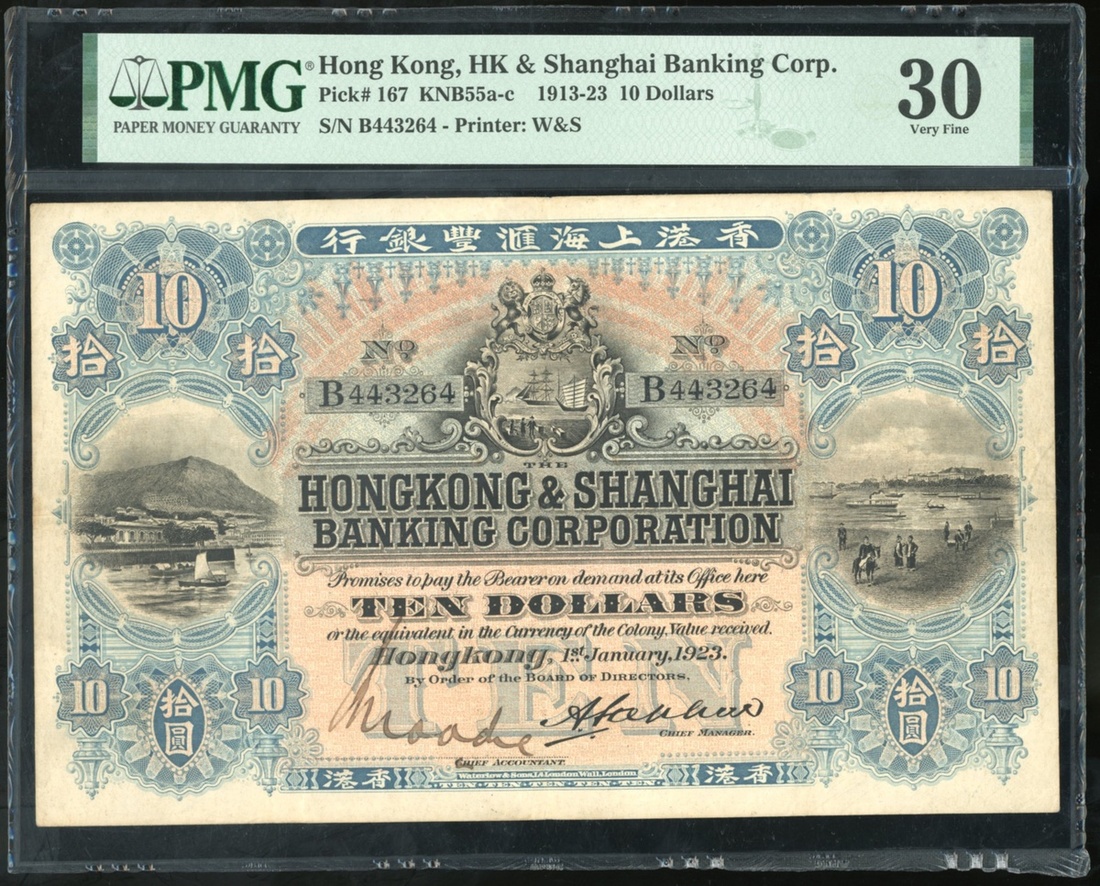 PMG®
PAPER MONEY GUARANTY
Hong Kong, HK & Shanghai Banking Corp.
Pick# 167 KNB55a-c 1913-23 10 Dollars
S/N B443264 - Printer: W&S
30
Very Fine
行銀豐滙海上港香
10
10
拾
拾
拾
拾
No
No
B443264
B443264
THE
HONGKONG & SHANGHAI
BANKING CORPORATION
Promises to pay the Bearer on demand at its Office here
TEN DOLLARS
or the equivalent in the Currency of the Colony, Value received.
Hongkong, 1st January, 1923.
By Order of the BOARD OF DIRECTORS,
TEN
10
拾圓
10
10
拾圓
10
CHIEF MANAGER.
CHIEF ACCOUNTANT.
港香
Waterlow & Sons, Ld London Wall, London
TEN·TEN·TEN·TEN·TEN
港香